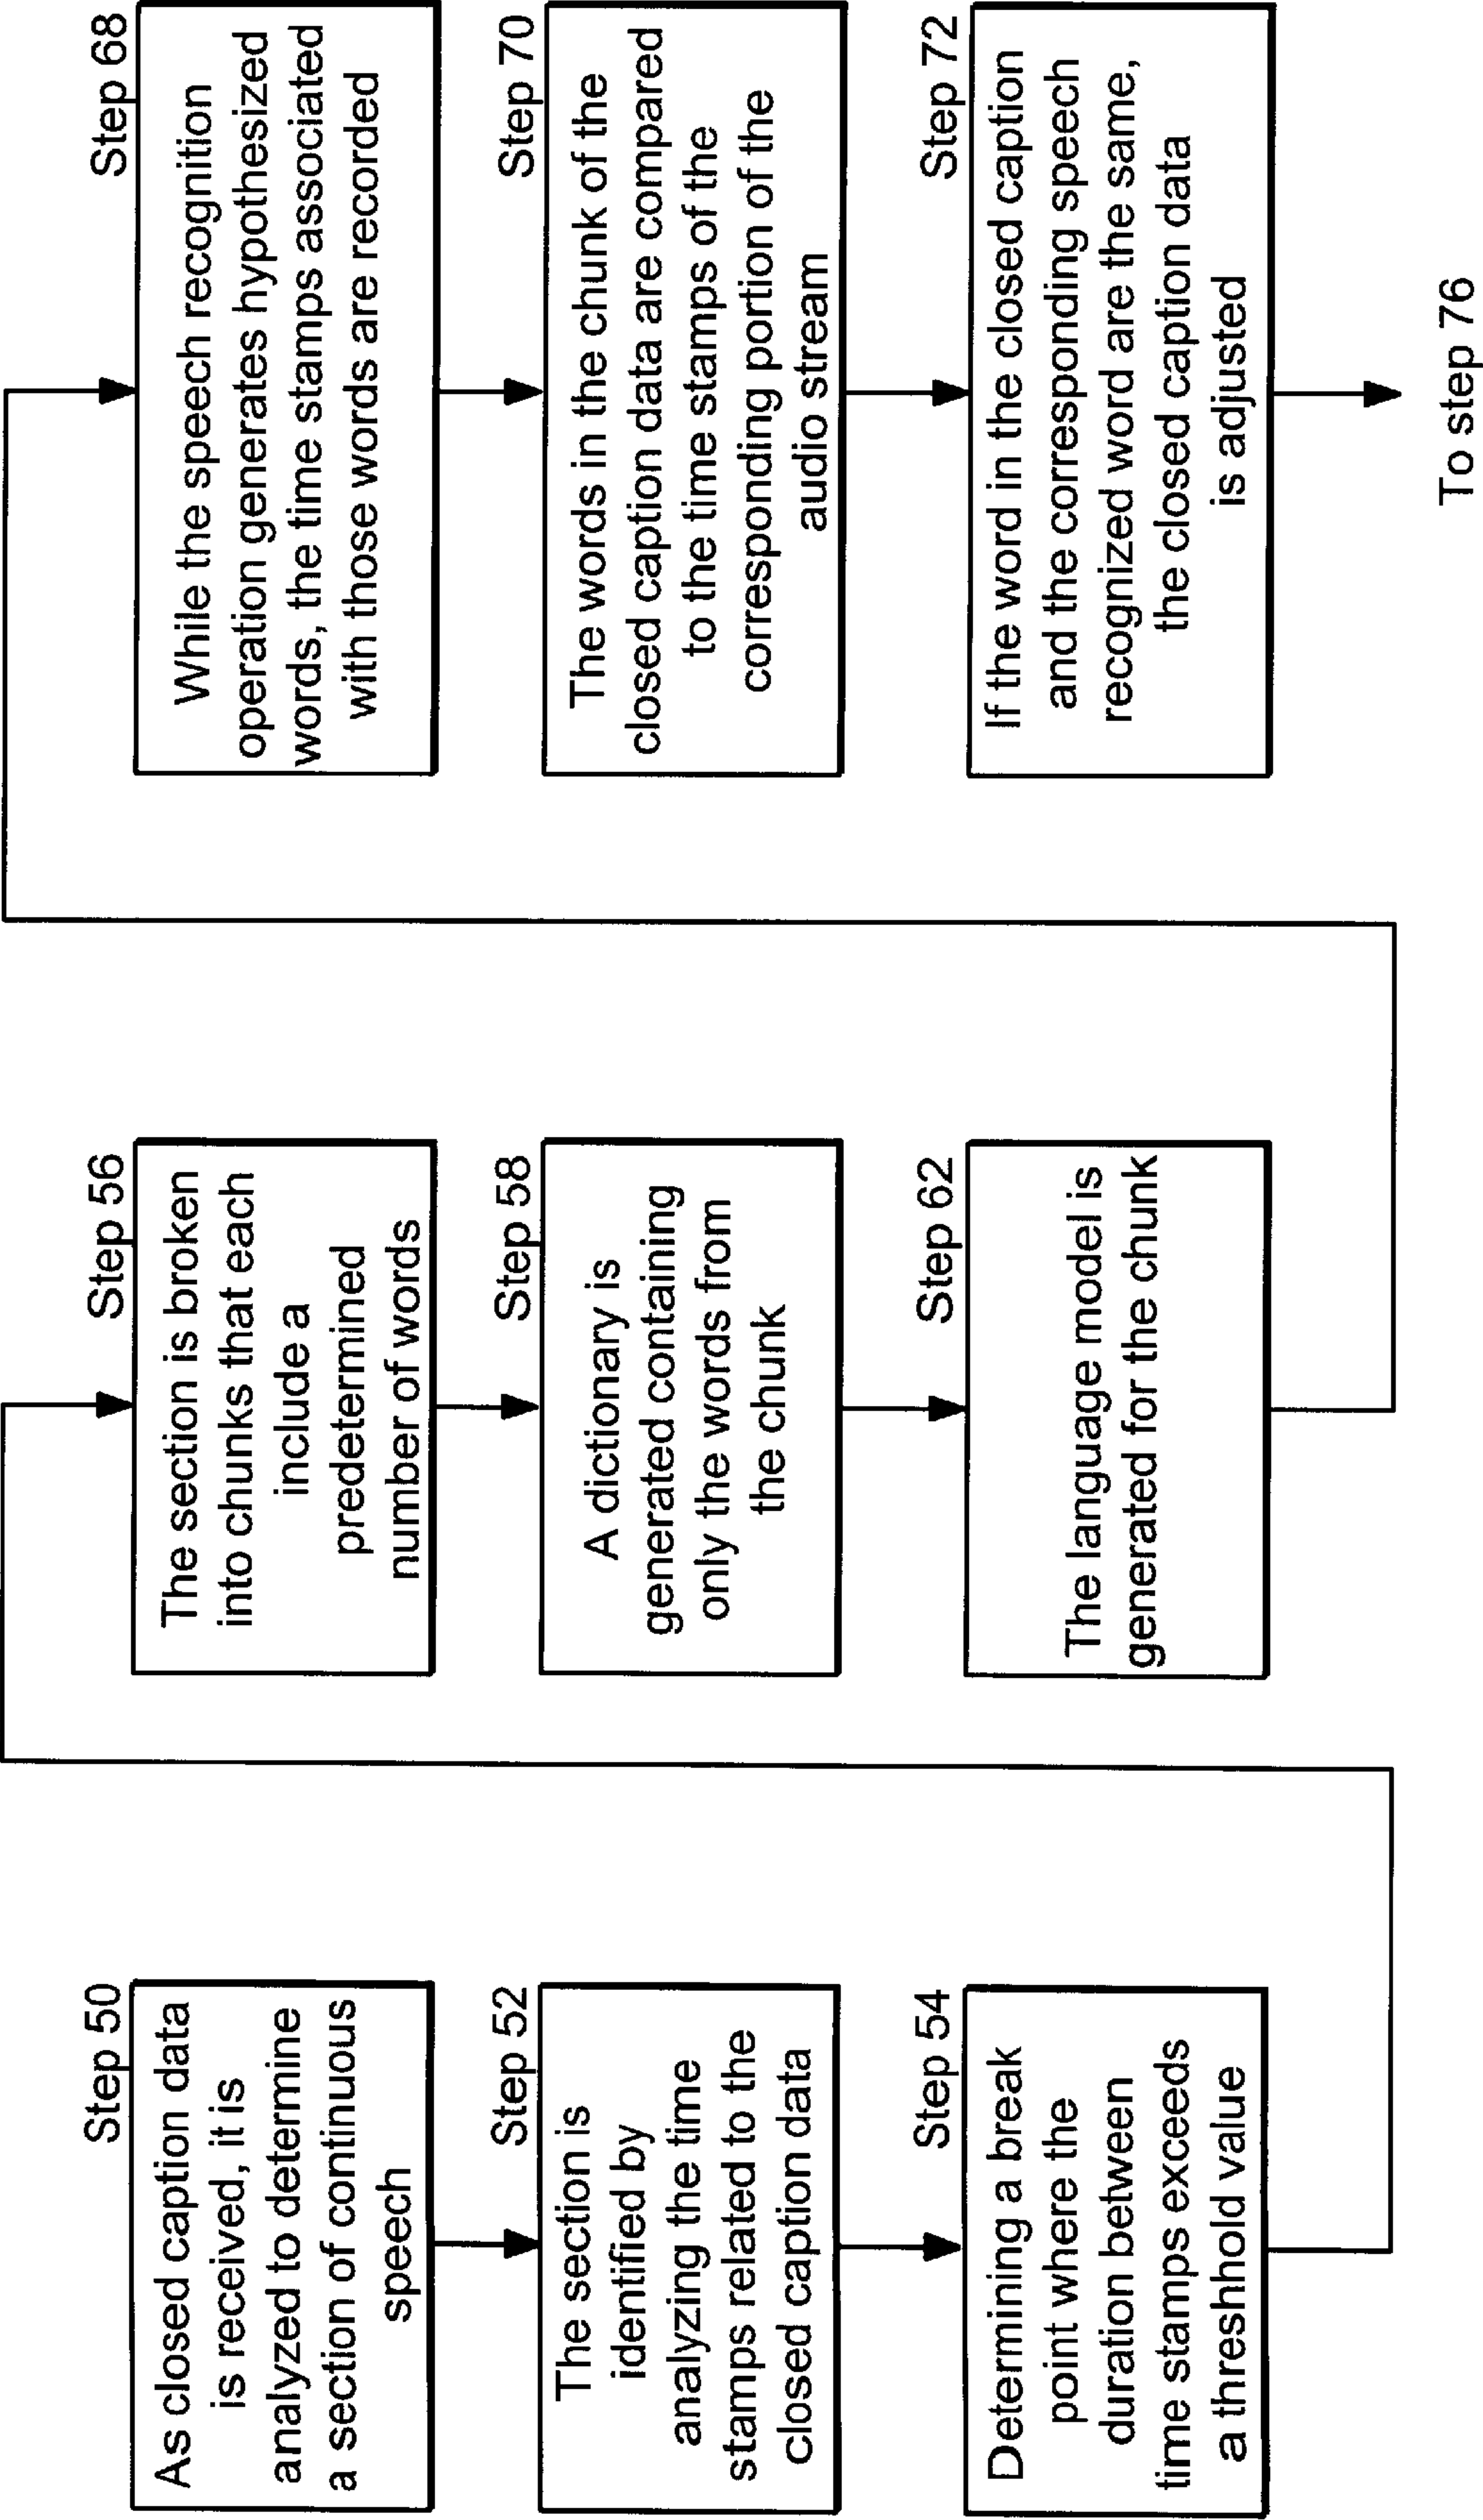 Step 50
As closed caption data
is received, it is
analyzed to determine
a section of continuous
speech
Step 52
The section is
identified by
analyzing the time
stamps related to the
closed caption data
Step 54
Determining a break
point where the
duration between
time stamps exceeds
a threshhold value
Step 56
The section is broken
into chunks that each
include a
predetermined
number of words
Step 58
A dictionary is
generated containing
only the words from
the chunk
Step 62
The language model is
generated for the chunk
Step 68
While the speech recognition
operation generates hypothesized
words, the time stamps associated
with those words are recorded
Step 70
The words in the chunk of the
closed caption data are compared
to the time stamps of the
corresponding portion of the
audio stream
Step 72
If the word in the closed caption
and the corresponding speech
recognized word are the same,
the closed caption data
is adjusted
To step 76